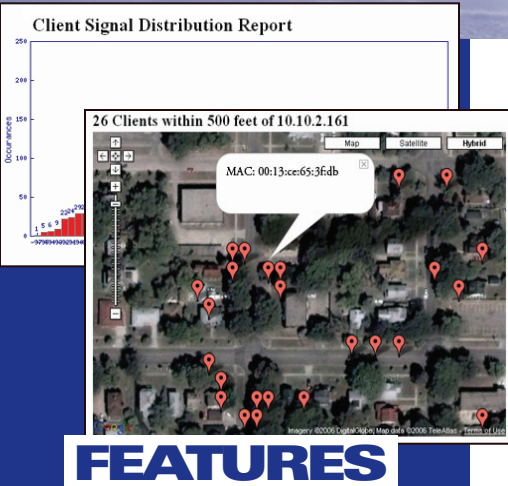 Client Signal Distribution Report
250
200
150
100
50
0
Occurances
1 5 6 9
26 Clients within 500 feet of 10.10.2.161
Map Satellite Hybrid
MAC: 00:13:ce:65:3f:db
Imagery ©2006 DigitalGlobe, Map data ©2006 TeleAtlas - Terms of Use
FEATURES